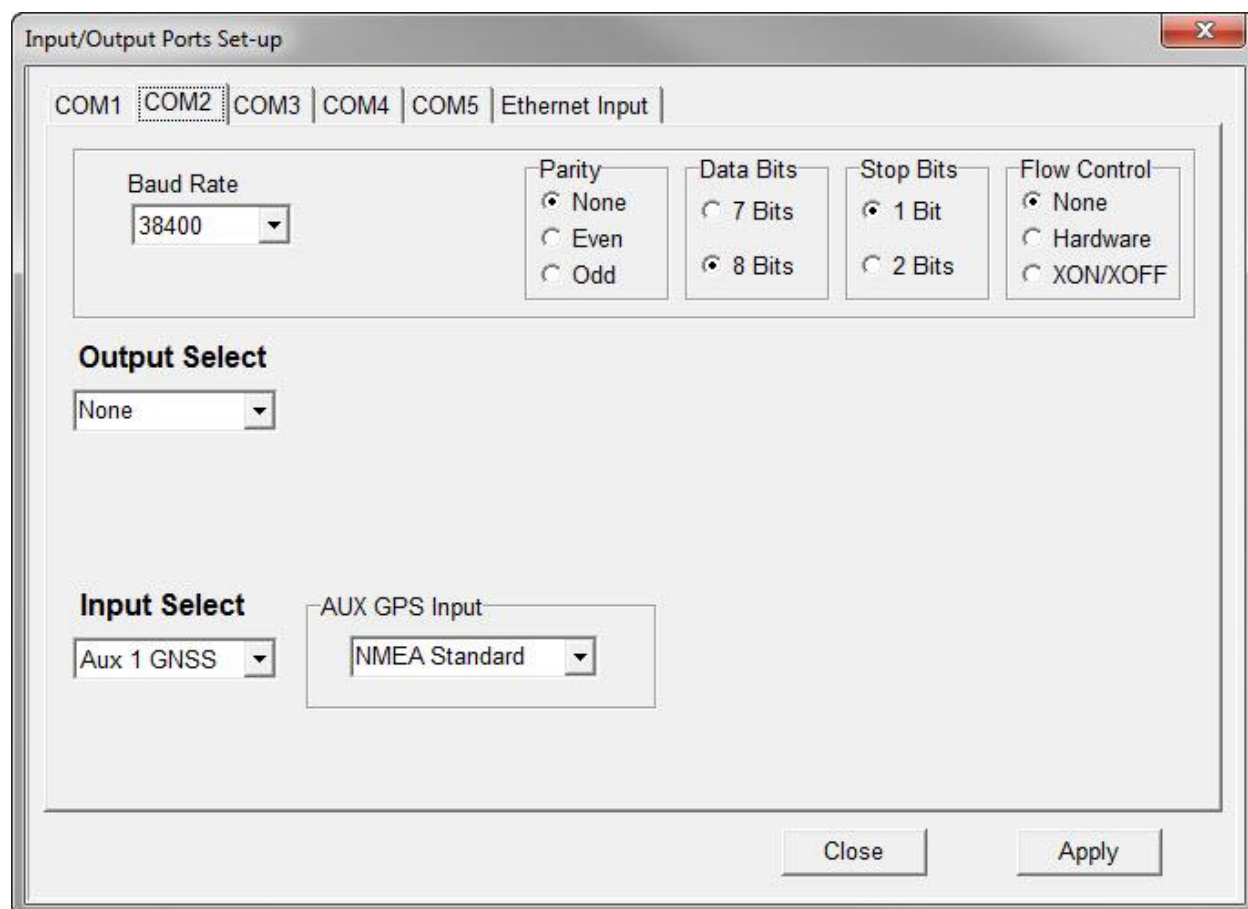 Input/Output Ports Set-up
x
COM1 COM2 COM3 COM4 COM5 Ethernet Input
Baud Rate
38400
Parity
None
Even
Odd
Data Bits
7 Bits
8 Bits
Stop Bits
1 Bit
2 Bits
Flow Control
None
Hardware
XON/XOFF
Output Select
None
Input Select
Aux 1 GNSS
AUX GPS Input
NMEA Standard
Close Apply